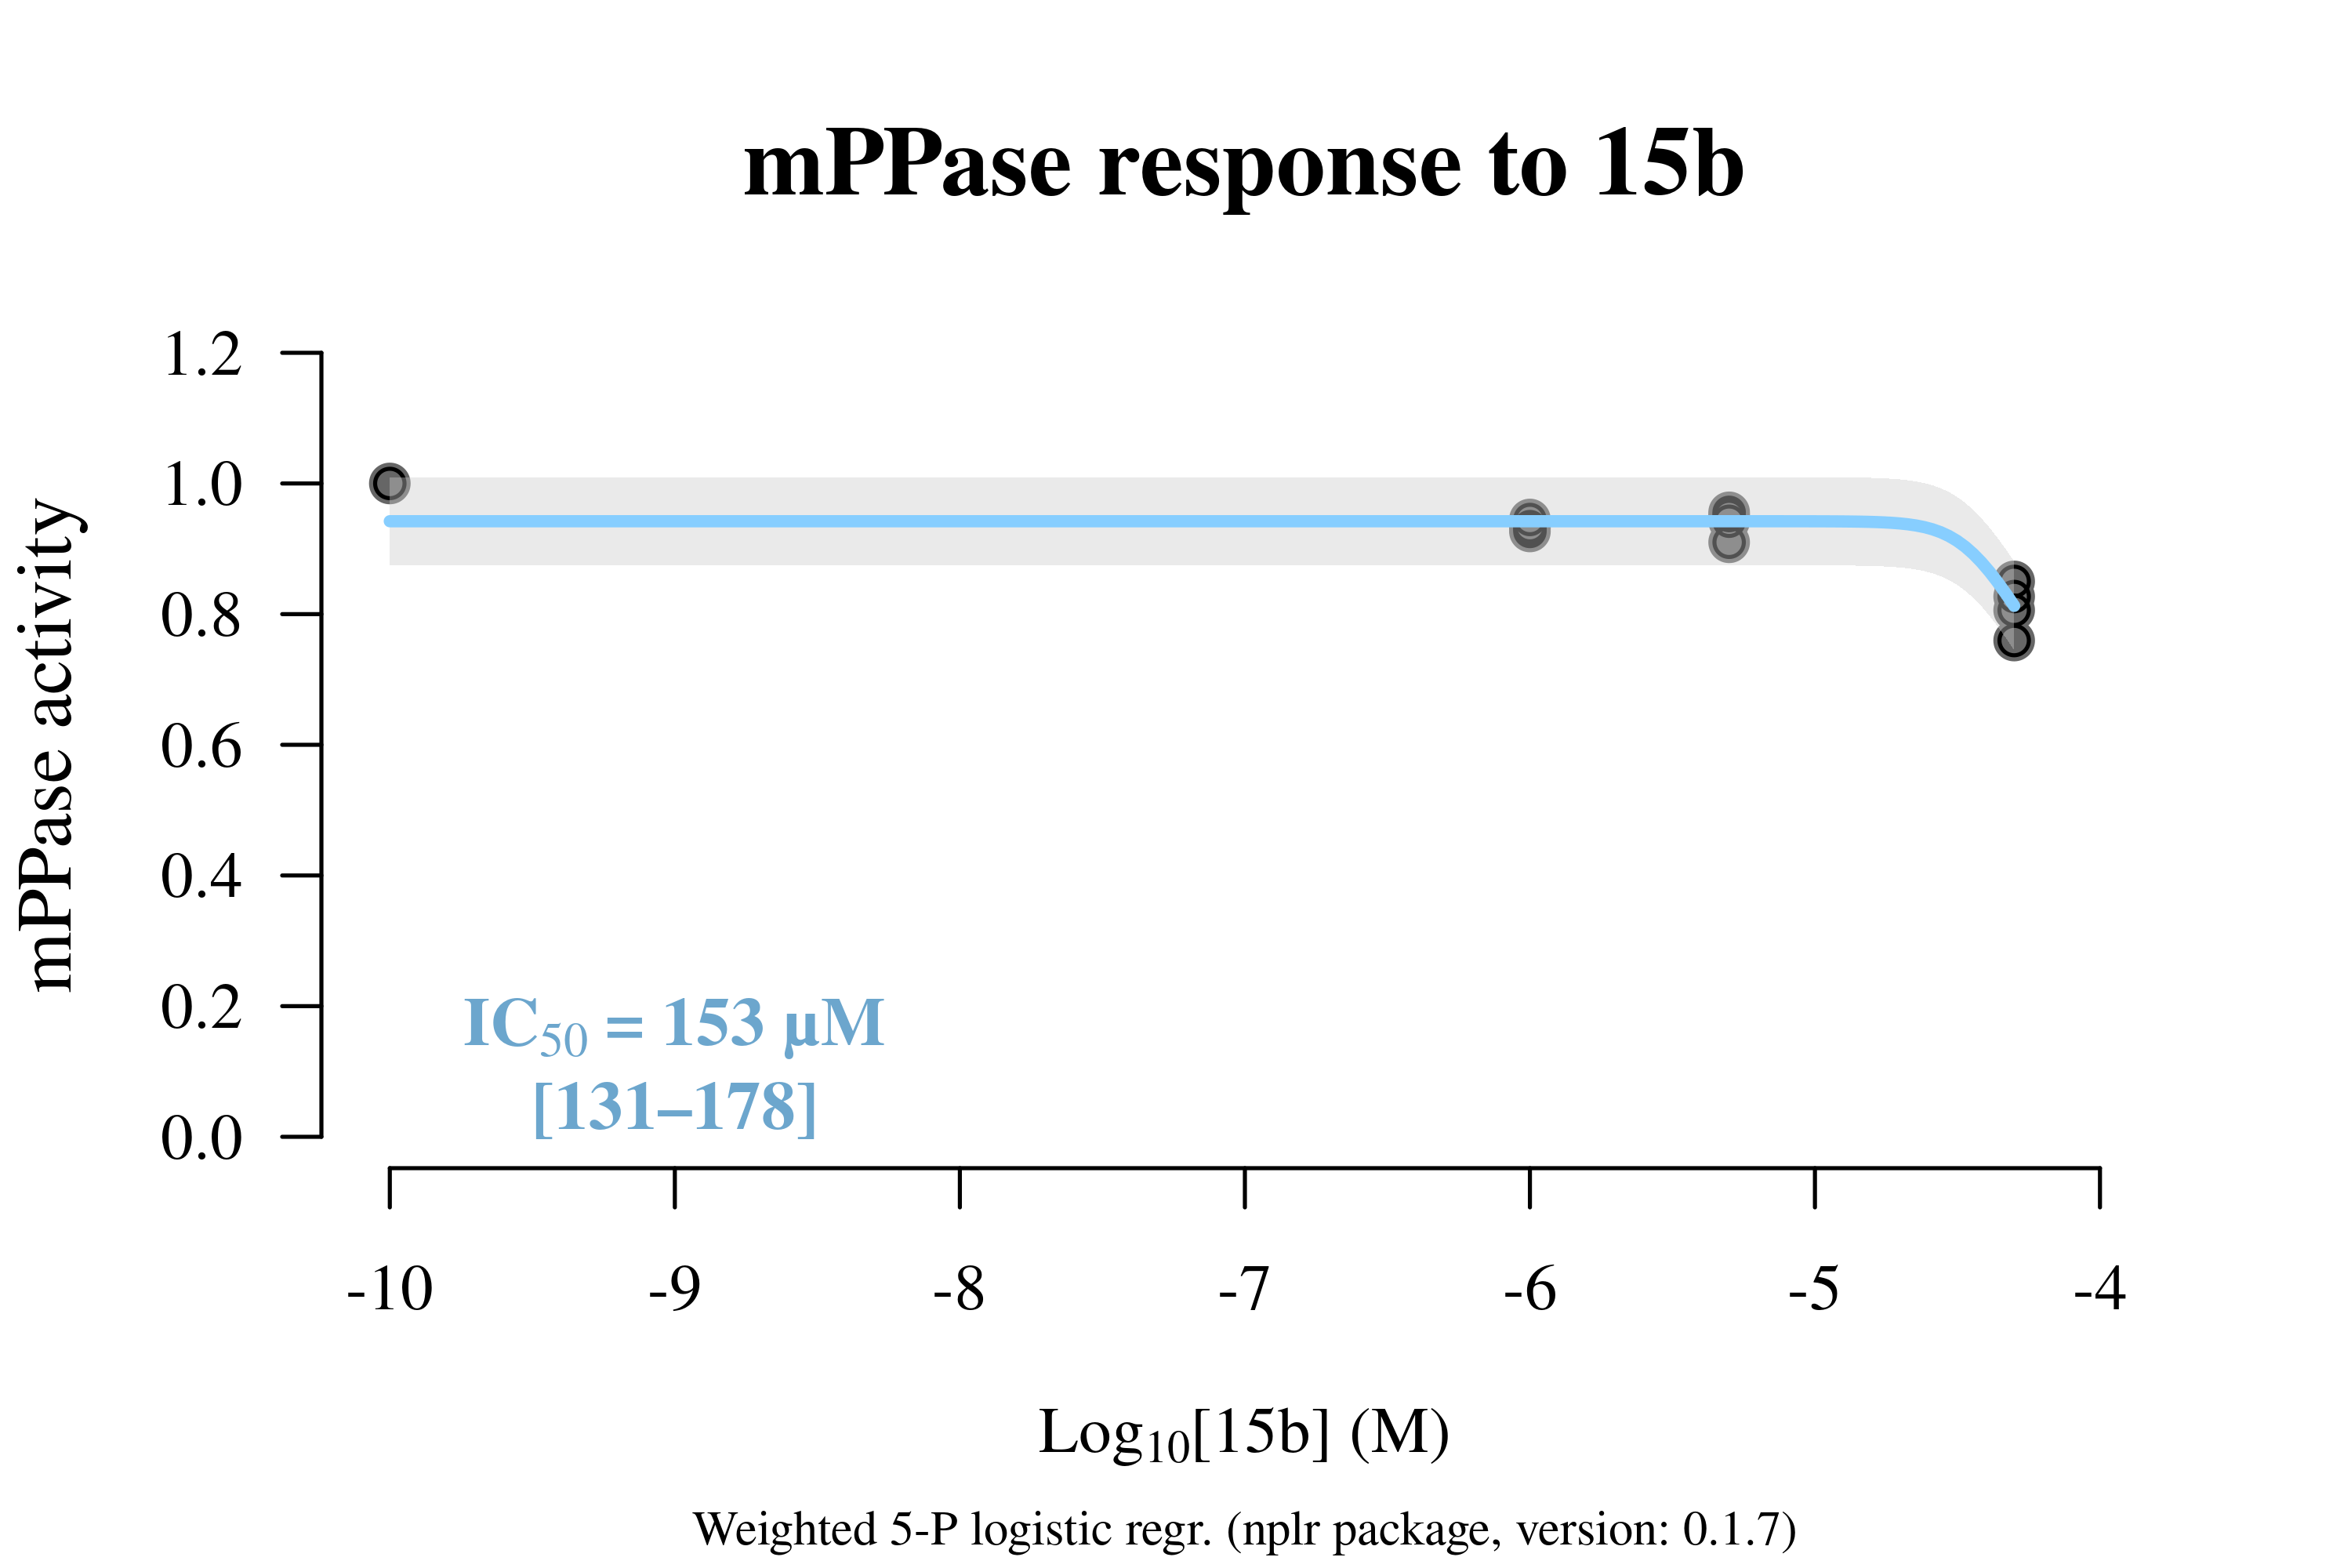 mPPase response to 15b
mPPase activity
1.2
1.0
0.8
0.6
0.4
0.2
0.0
IC₅₀ = 153 µM
[131–178]
-10 -9 -8 -7 -6 -5 -4
Log₁₀[15b] (M)
Weighted 5-P logistic regr. (nplr package, version: 0.1.7)